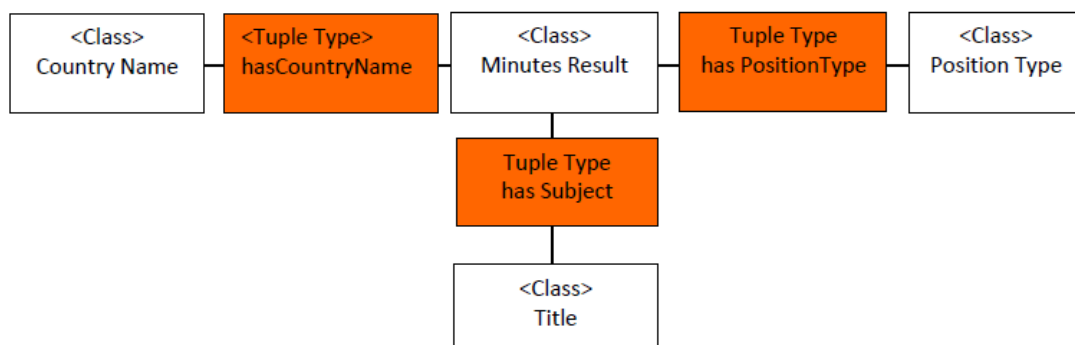 <Class>
Country Name
<Tuple Type>
hasCountryName
<Class>
Minutes Result
Tuple Type
has PositionType
<Class>
Position Type
Tuple Type
has Subject
<Class>
Title